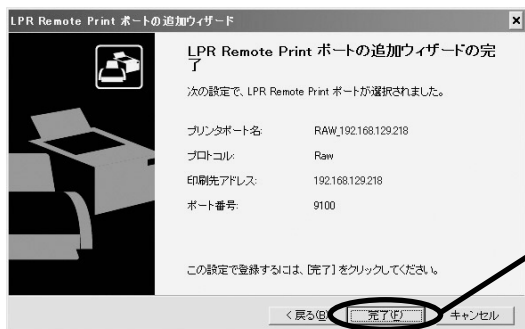 LPR Remote Print ポートの追加ウィザード
LPR Remote Print ポートの追加ウィザードの完
了
次の設定で、LPR Remote Print ポートが選択されました。
プリンタポート名: RAW_192.168.129.218
プロトコル: Raw
印刷先アドレス: 192.168.129.218
ポート番号: 9100
この設定で登録するには、[完了] をクリックしてください。
< 戻る(B) 完了(F) キャンセル